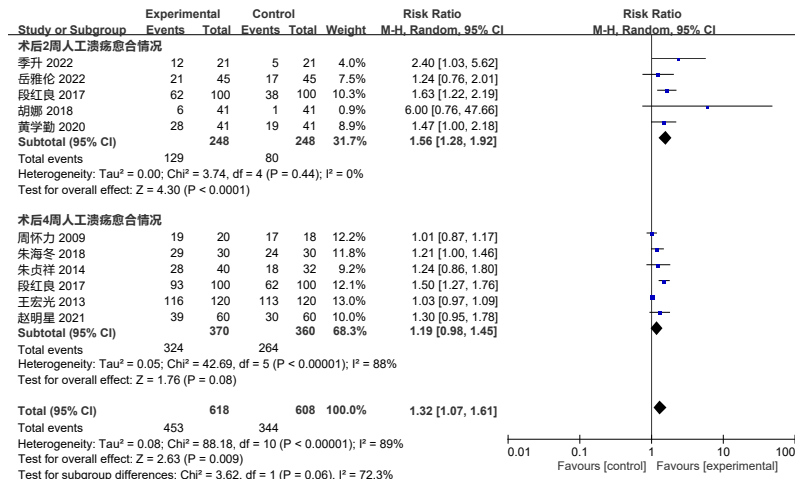 Experimental Control Risk Ratio Risk Ratio
Study or Subgroup Events Total Events Total Weight M-H, Random, 95% CI M-H, Random, 95% CI
术后2周人工溃疡愈合情况
季升 2022 12 21 5 21 4.0% 2.40 [1.03, 5.62]
岳雅伦 2022 21 45 17 45 7.5% 1.24 [0.76, 2.01]
段红良 2017 62 100 38 100 10.3% 1.63 [1.22, 2.19]
胡娜 2018 6 41 1 41 0.9% 6.00 [0.76, 47.66]
黄学勤 2020 28 41 19 41 8.9% 1.47 [1.00, 2.18]
Subtotal (95% CI) 248 248 31.7% 1.56 [1.28, 1.92]
Total events 129 80
Heterogeneity: Tau² = 0.00; Chi² = 3.74, df = 4 (P = 0.44); I² = 0%
Test for overall effect: Z = 4.30 (P < 0.0001)
术后4周人工溃疡愈合情况
周怀力 2009 19 20 17 18 12.2% 1.01 [0.87, 1.17]
朱海冬 2018 29 30 24 30 11.8% 1.21 [1.00, 1.46]
朱贞祥 2014 28 40 18 32 9.2% 1.24 [0.86, 1.80]
段红良 2017 93 100 62 100 12.1% 1.50 [1.27, 1.76]
王宏光 2013 116 120 113 120 13.0% 1.03 [0.97, 1.09]
赵明星 2021 39 60 30 60 10.0% 1.30 [0.95, 1.78]
Subtotal (95% CI) 370 360 68.3% 1.19 [0.98, 1.45]
Total events 324 264
Heterogeneity: Tau² = 0.05; Chi² = 42.69, df = 5 (P < 0.00001); I² = 88%
Test for overall effect: Z = 1.76 (P = 0.08)
Total (95% CI) 618 608 100.0% 1.32 [1.07, 1.61]
Total events 453 344
Heterogeneity: Tau² = 0.08; Chi² = 88.18, df = 10 (P < 0.00001); I² = 89%
Test for overall effect: Z = 2.63 (P = 0.009)
Test for subgroup differences: Chi² = 3.62, df = 1 (P = 0.06), I² = 72.3%
0.01 0.1 1 10 100
Favours [control] Favours [experimental]